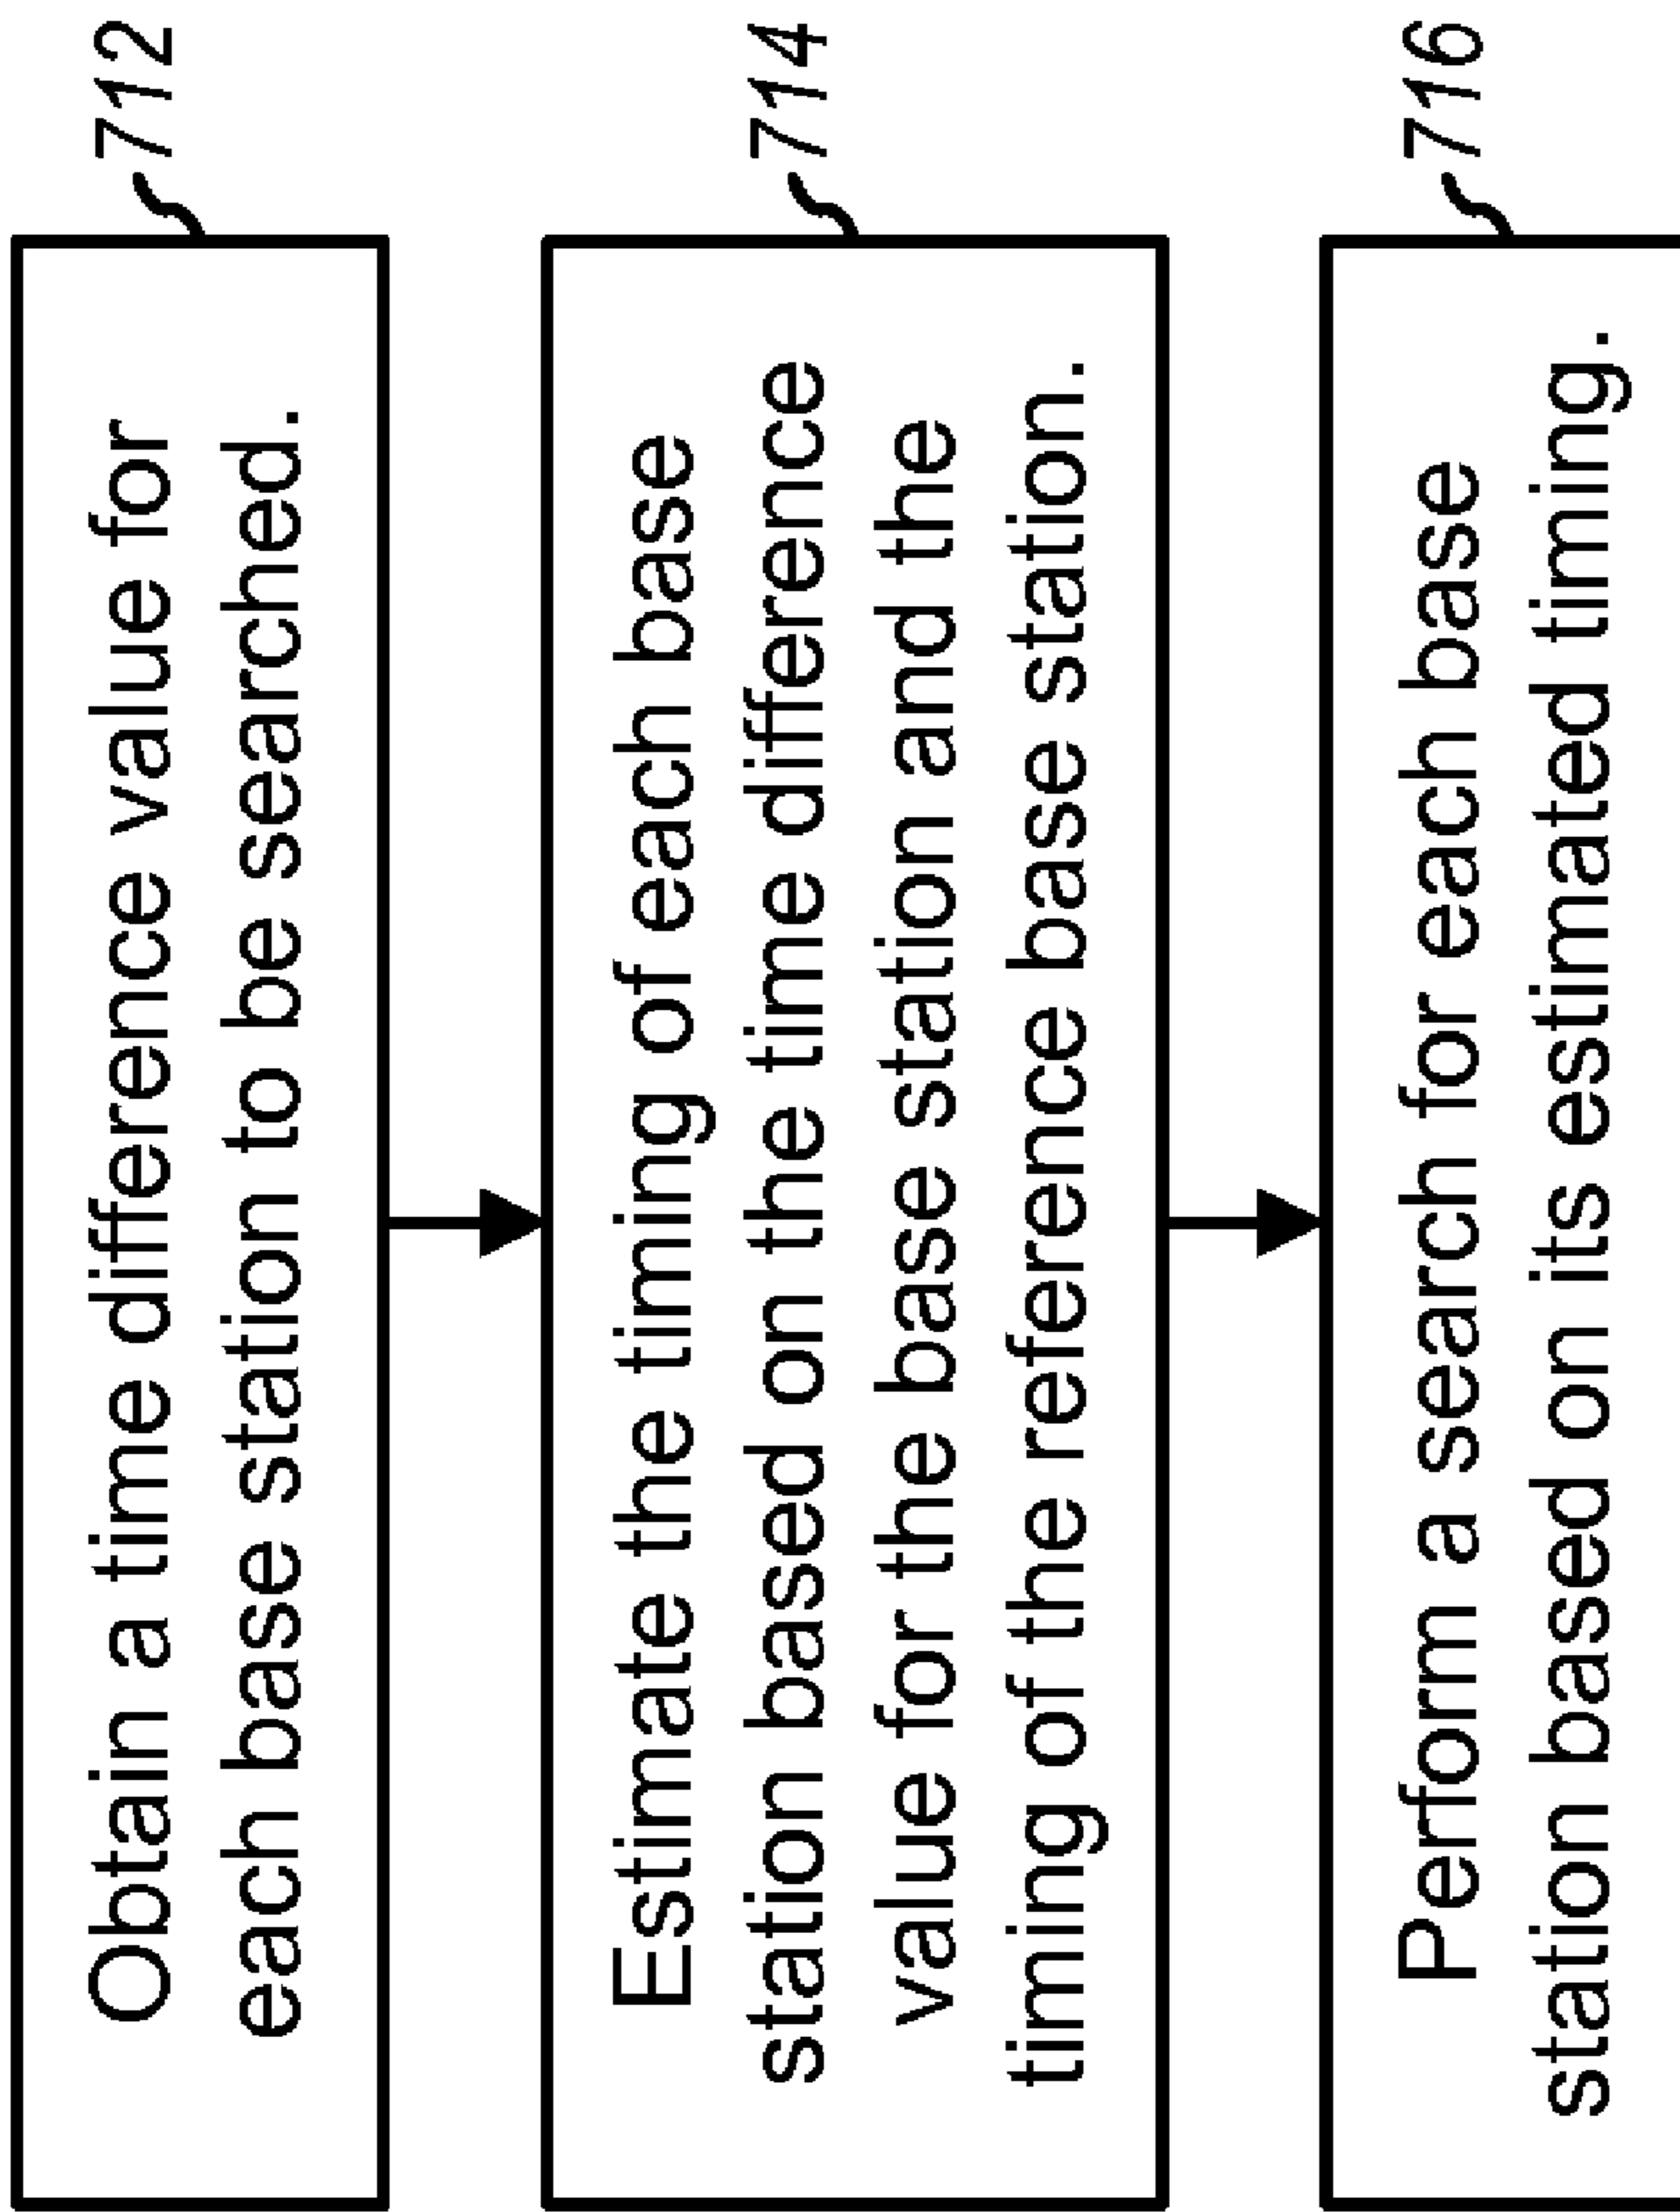 Obtain a time difference value for
each base station to be searched.
712
Estimate the timing of each base
station based on the time difference
value for the base station and the
timing of the reference base station.
714
Perform a search for each base
station based on its estimated timing.
716